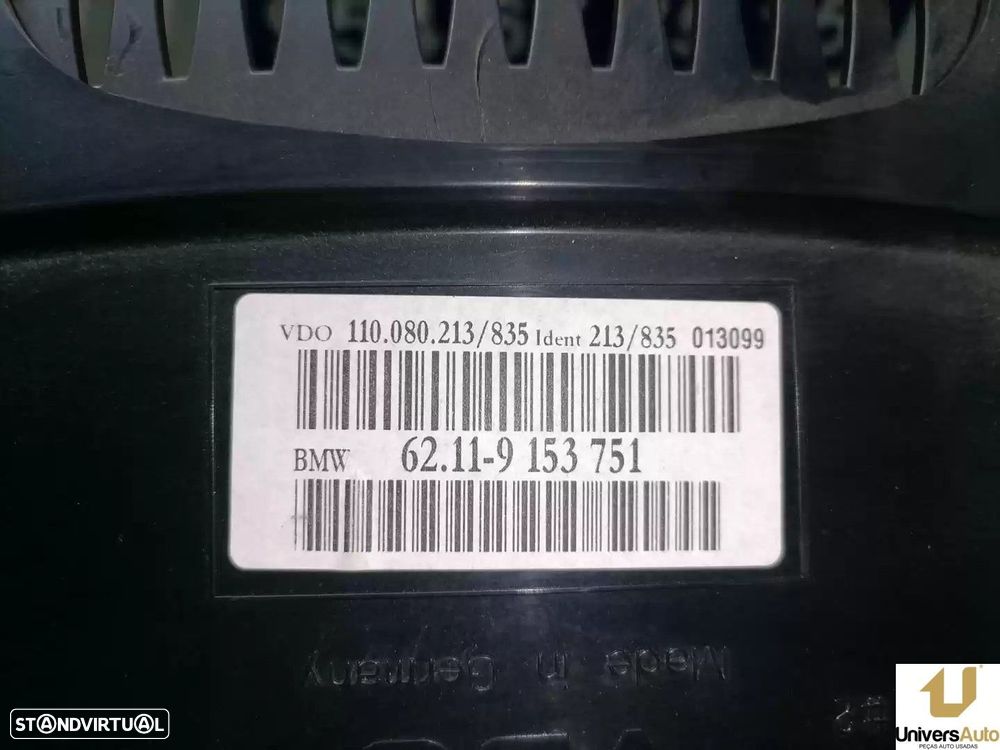 VDO 110.080.213/835 Ident 213/835 013099
BMW 62.11-9 153 751
Made in Germany
STANDVIRTUAL
UniversAuto
PEÇAS AUTO USADAS